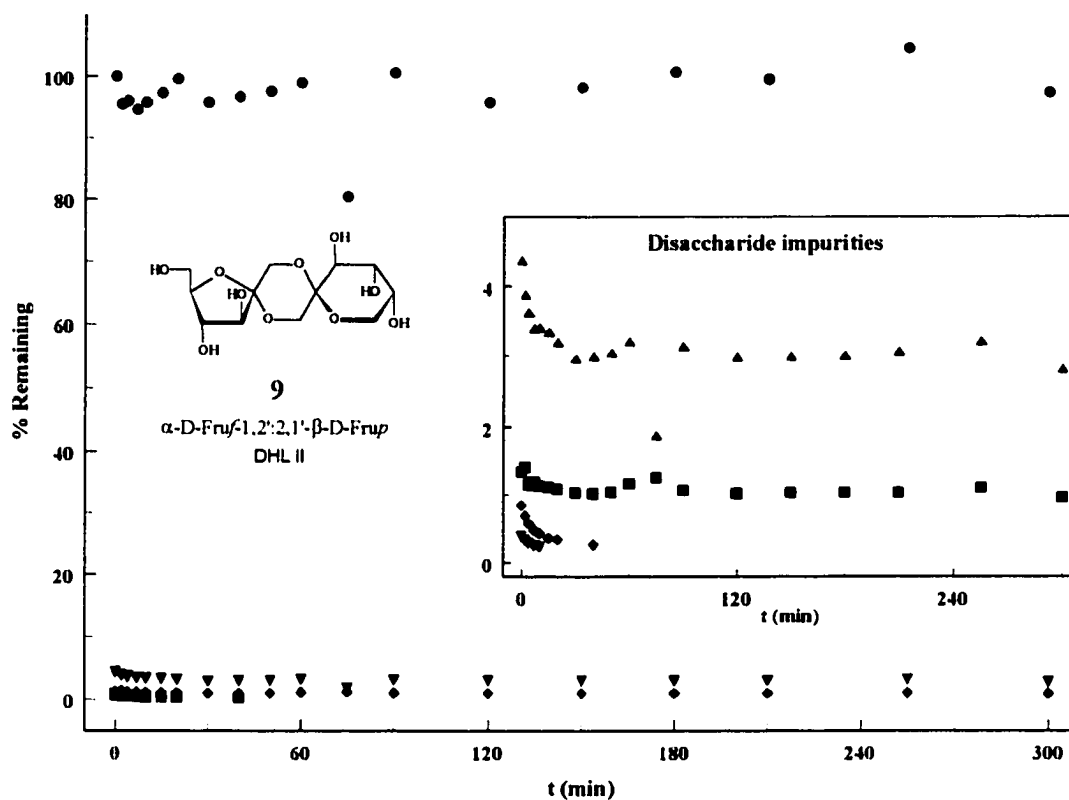 % Remaining
100
80
60
40
20
0
0 60 120 180 240 300
t (min)
HO
O
HO
OH
O
O
OH
HO
O
OH
9
α-D-Fruf-1,2':2,1'-β-D-Frup
DHL II
Disaccharide impurities
4
2
0
0 120 240
t (min)